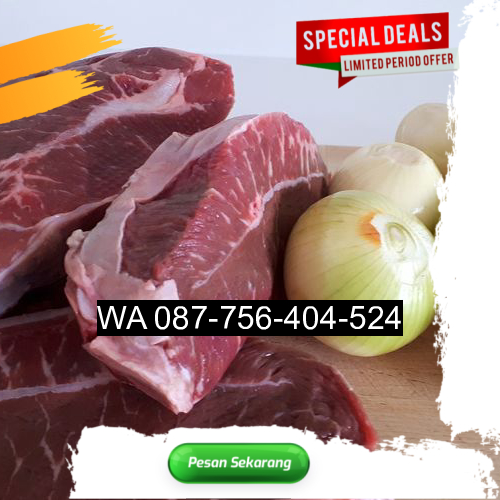 SPECIAL DEALS
LIMITED PERIOD OFFER
WA 087-756-404-524
Pesan Sekarang